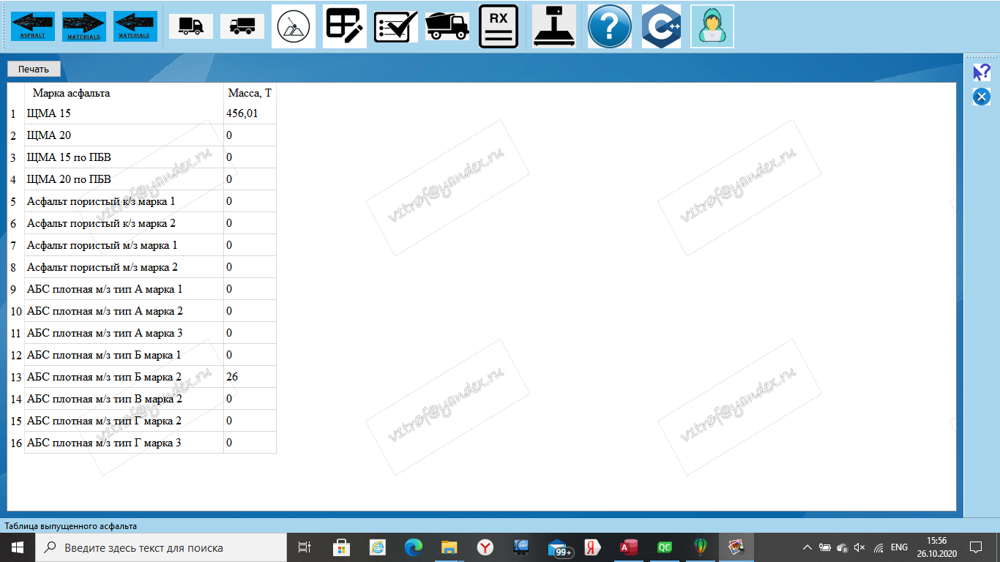 ASPHALT
MATERIALS
MATERIALS
RX
?
C++
Печать
Марка асфальта Масса, Т
1 ЩМА 15 456,01
2 ЩМА 20 0
3 ЩМА 15 по ПБВ 0
4 ЩМА 20 по ПБВ 0
5 Асфальт пористый к/з марка 1 0
6 Асфальт пористый к/з марка 2 0
7 Асфальт пористый м/з марка 1 0
8 Асфальт пористый м/з марка 2 0
9 АБС плотная м/з тип А марка 1 0
10 АБС плотная м/з тип А марка 2 0
11 АБС плотная м/з тип А марка 3 0
12 АБС плотная м/з тип Б марка 1 0
13 АБС плотная м/з тип Б марка 2 26
14 АБС плотная м/з тип В марка 2 0
15 АБС плотная м/з тип Г марка 2 0
16 АБС плотная м/з тип Г марка 3 0
v1trof@yandex.ru
v1trof@yandex.ru
v1trof@yandex.ru
v1trof@yandex.ru
v1trof@yandex.ru
v1trof@yandex.ru
Таблица выпущенного асфальта
Введите здесь текст для поиска
99+
QC
ENG
15:56
26.10.2020